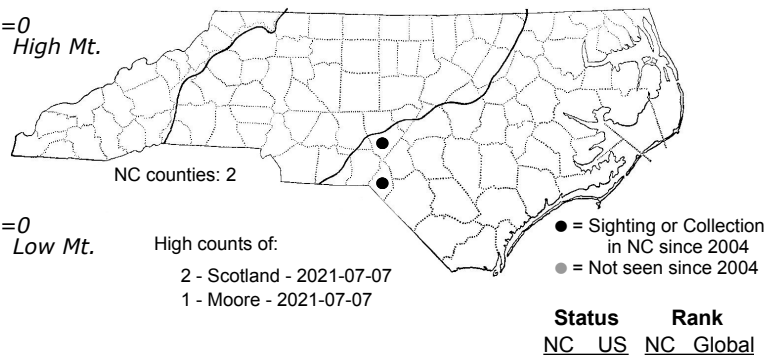 =0
High Mt.
NC counties: 2
=0
Low Mt.
High counts of:
2 - Scotland - 2021-07-07
1 - Moore - 2021-07-07
= Sighting or Collection
in NC since 2004
= Not seen since 2004
Status Rank
NC US NC Global